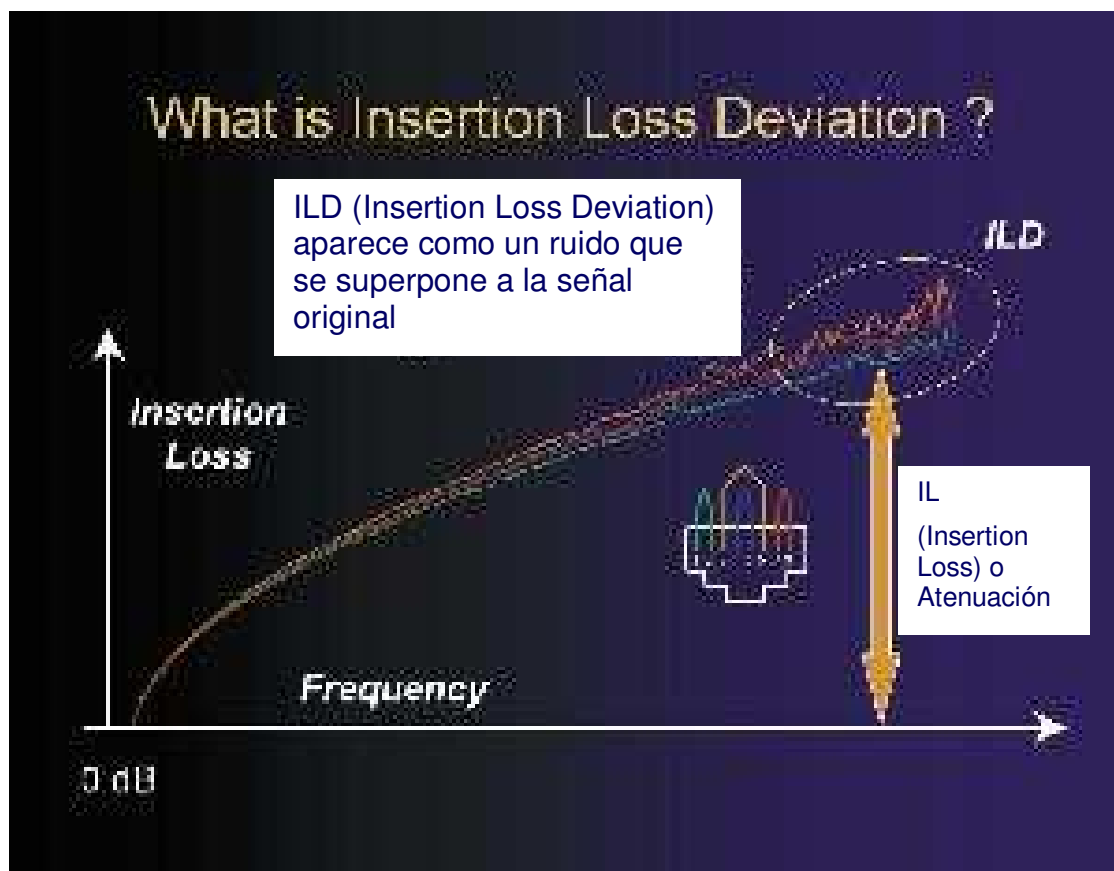 What is Insertion Loss Deviation ?
ILD (Insertion Loss Deviation)
aparece como un ruido que
se superpone a la señal
original
ILD
Insertion
Loss
IL
(Insertion
Loss) o
Atenuación
Frequency
0 dB